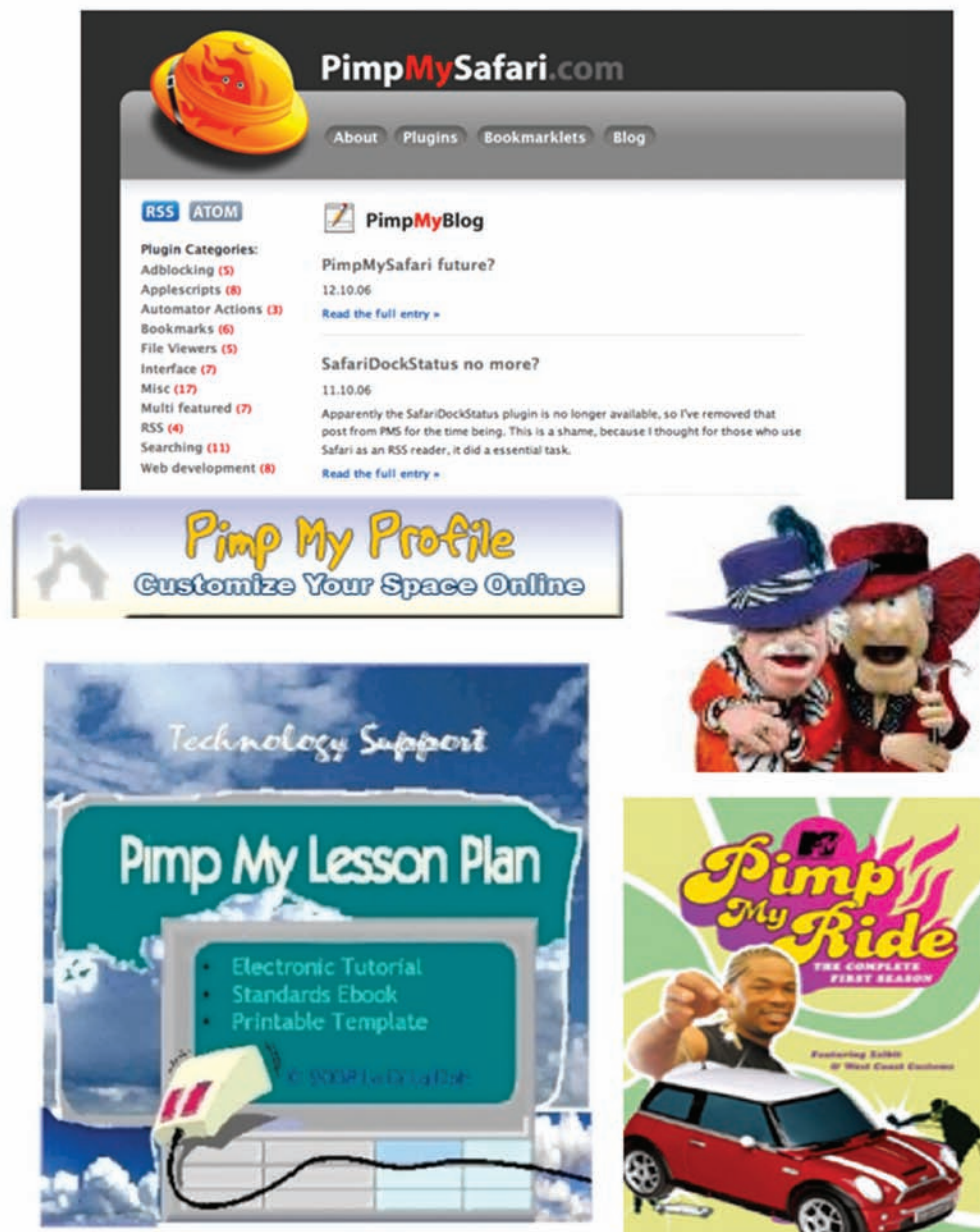 PimpMySafari.com
About Plugins Bookmarklets Blog
RSS ATOM
Plugin Categories:
Adblocking (5)
Applescripts (8)
Automator Actions (3)
Bookmarks (6)
File Viewers (5)
Interface (7)
Misc (17)
Multi featured (7)
RSS (4)
Searching (11)
Web development (8)
PimpMyBlog
PimpMySafari future?
12.10.06
Read the full entry »
SafariDockStatus no more?
11.10.06
Apparently the SafariDockStatus plugin is no longer available, so I've removed that
post from PMS for the time being. This is a shame, because I thought for those who use
Safari as an RSS reader, it did a essential task.
Read the full entry »
Pimp My Profile
Customize Your Space Online
Technology Support
Pimp My Lesson Plan
• Electronic Tutorial
• Standards Ebook
• Printable Template
MTV
Pimp
My
Ride
THE COMPLETE
FIRST SEASON
Featuring Xzibit
& West Coast Customs